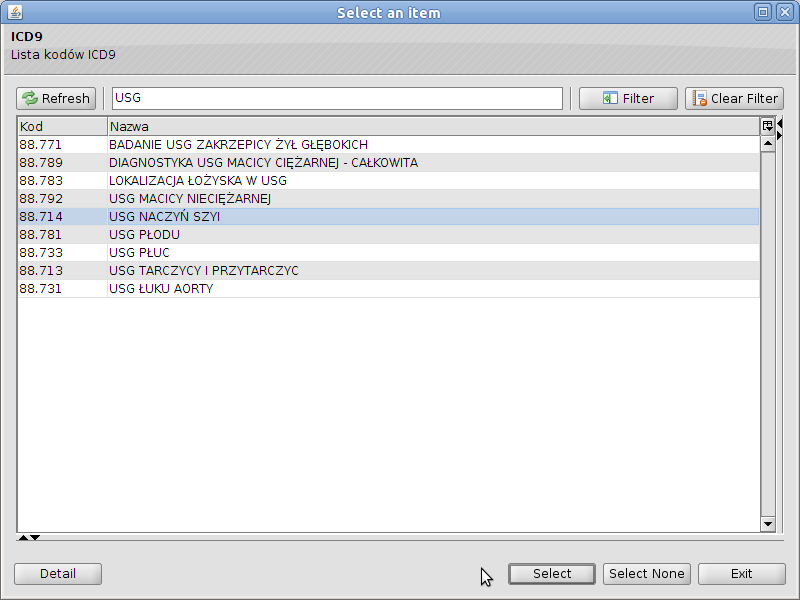 Select an item
ICD9
Lista kodów ICD9
Refresh USG Filter Clear Filter
Kod Nazwa
88.771 BADANIE USG ZAKRZEPICY ŻYŁ GŁĘBOKICH
88.789 DIAGNOSTYKA USG MACICY CIĘŻARNEJ - CAŁKOWITA
88.783 LOKALIZACJA ŁOŻYSKA W USG
88.792 USG MACICY NIECIĘŻARNEJ
88.714 USG NACZYŃ SZYI
88.781 USG PŁODU
88.733 USG PŁUC
88.713 USG TARCZYCY I PRZYTARCZYC
88.731 USG ŁUKU AORTY
Detail Select Select None Exit